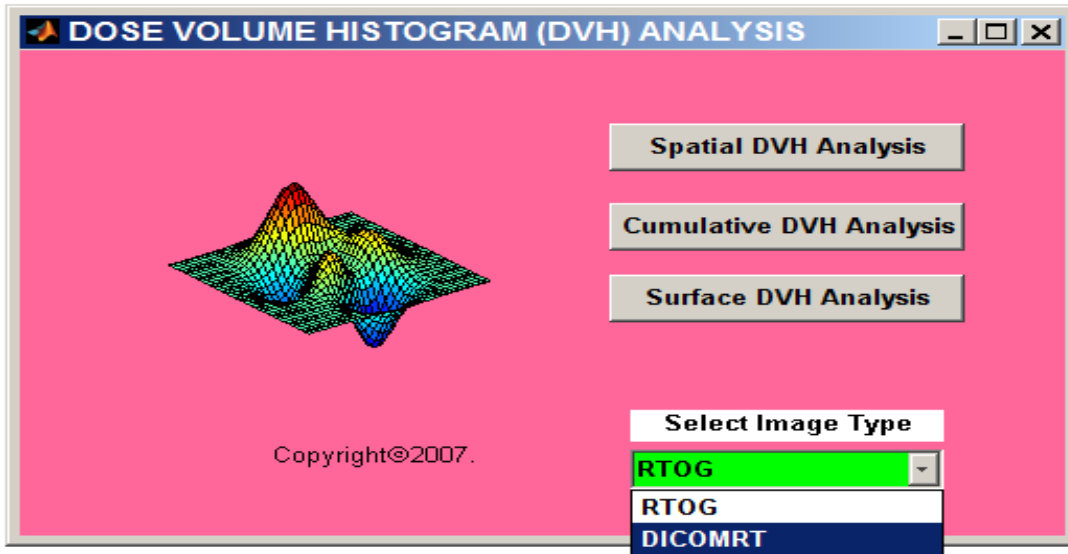 DOSE VOLUME HISTOGRAM (DVH) ANALYSIS
Spatial DVH Analysis
Cumulative DVH Analysis
Surface DVH Analysis
Select Image Type
Copyright©2007.
RTOG
RTOG
DICOMRT